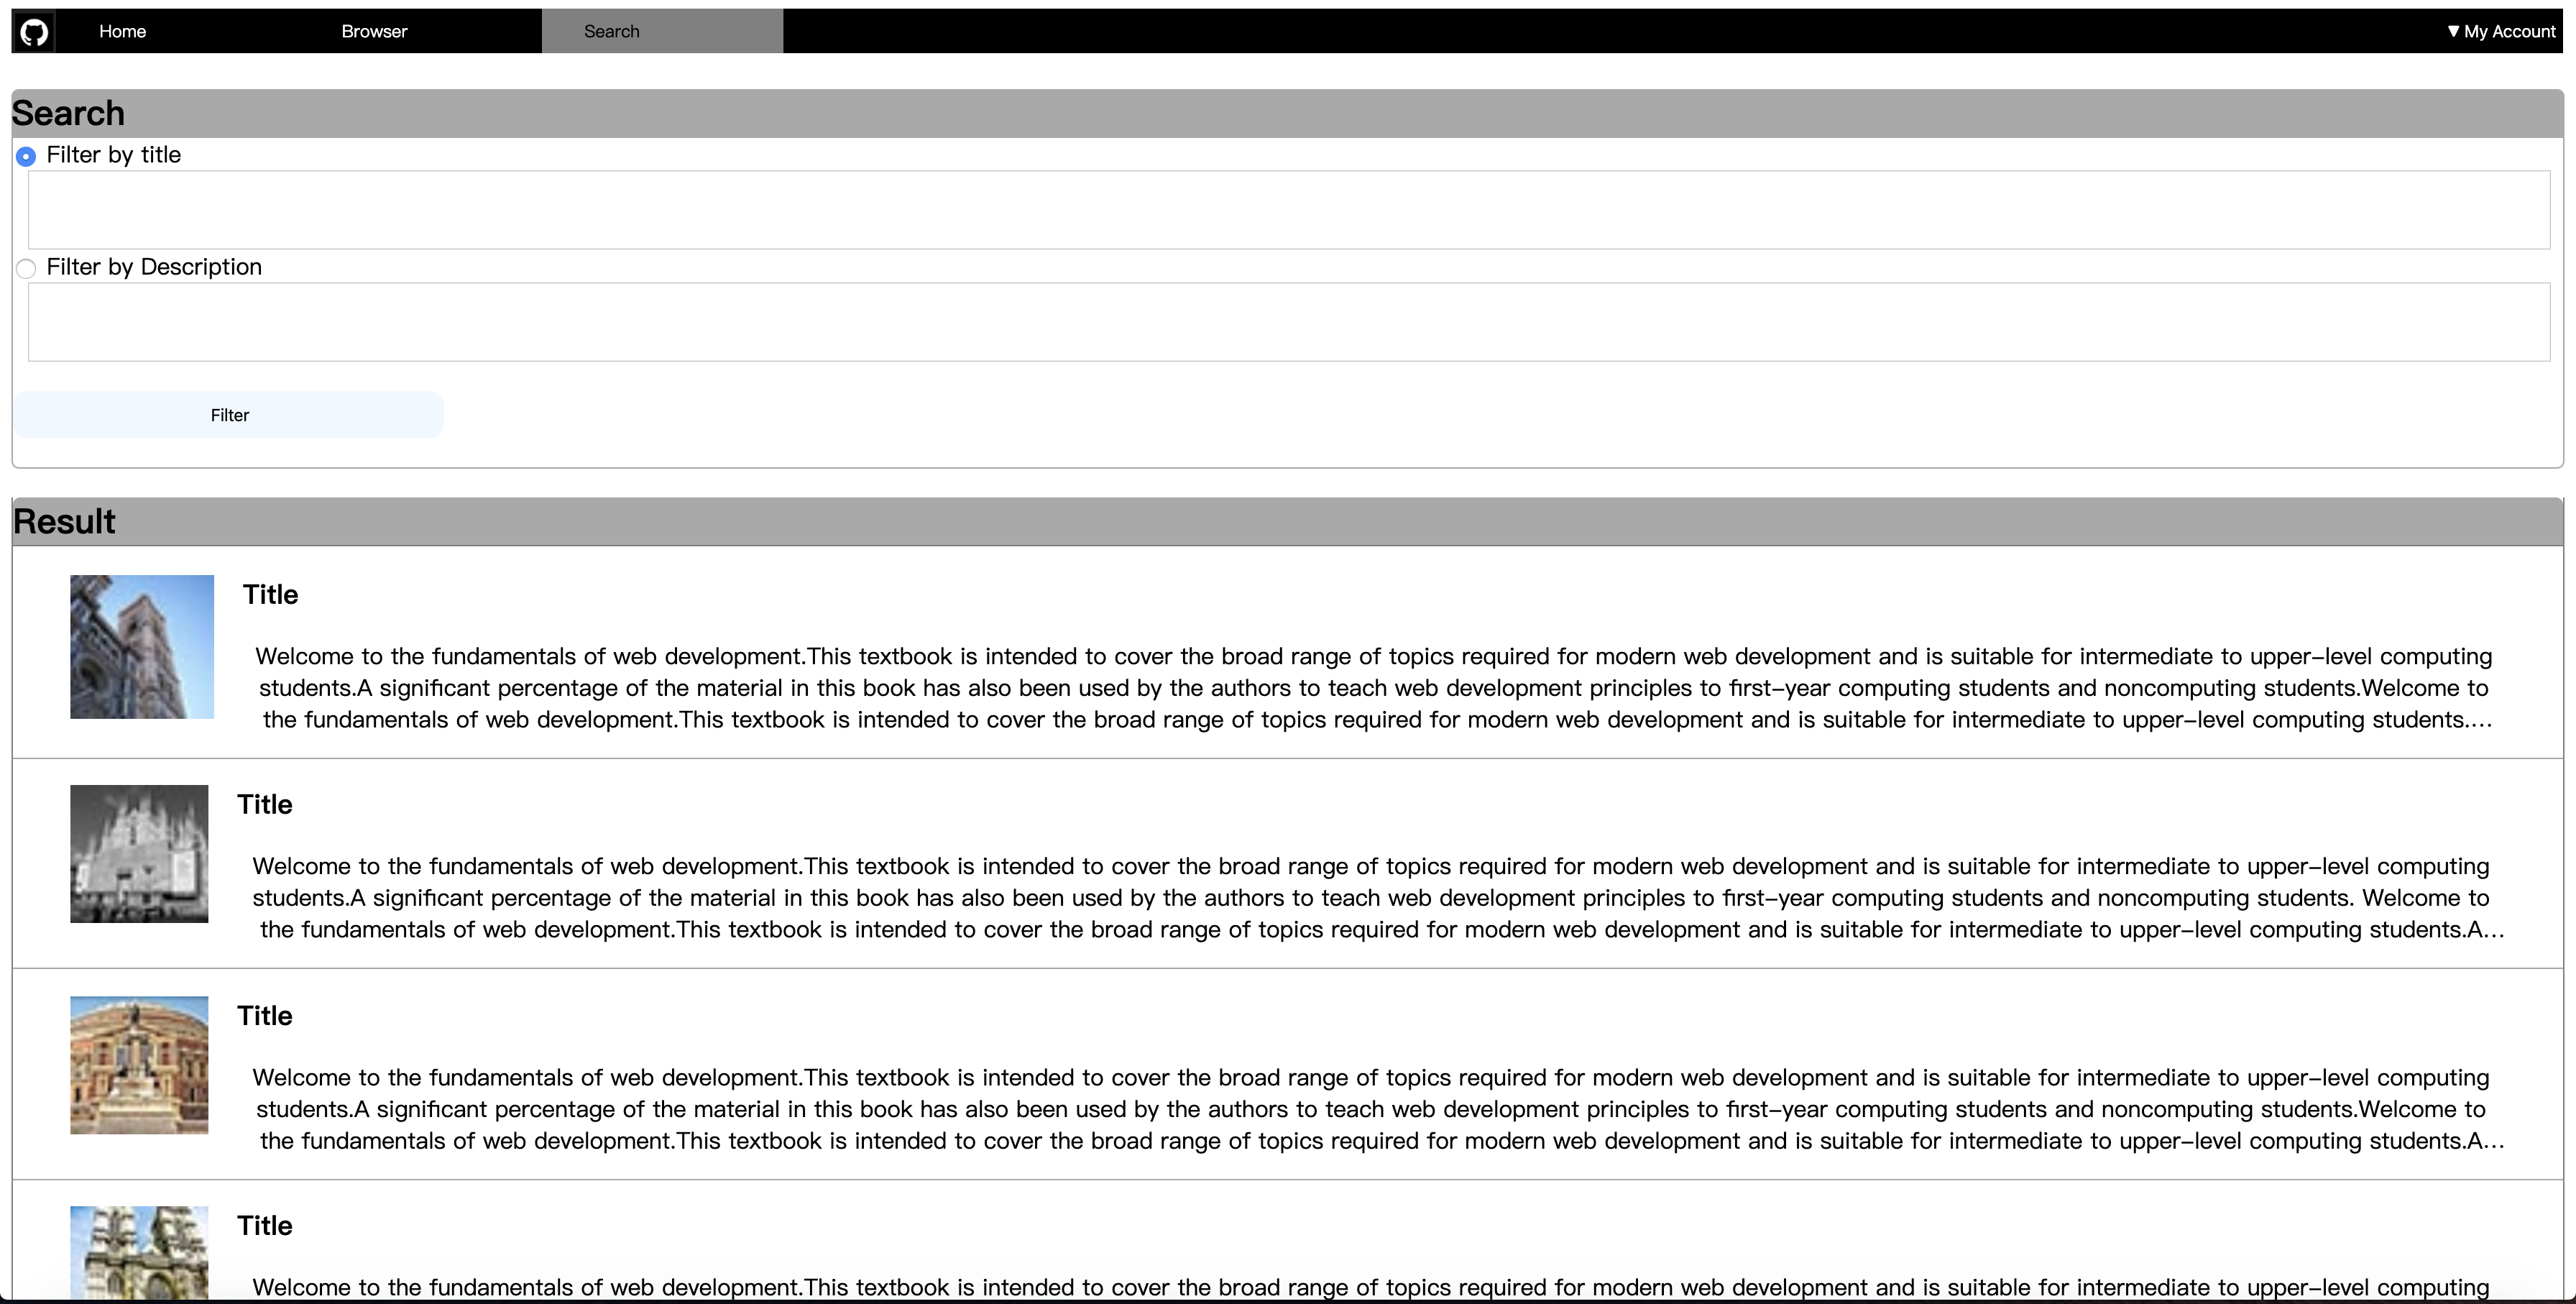 Home Browser Search ▼ My Account
Search
Filter by title
Filter by Description
Filter
Result
Title
Welcome to the fundamentals of web development.This textbook is intended to cover the broad range of topics required for modern web development and is suitable for intermediate to upper-level computing
students.A significant percentage of the material in this book has also been used by the authors to teach web development principles to first-year computing students and noncomputing students.Welcome to
the fundamentals of web development.This textbook is intended to cover the broad range of topics required for modern web development and is suitable for intermediate to upper-level computing students.…
Title
Welcome to the fundamentals of web development.This textbook is intended to cover the broad range of topics required for modern web development and is suitable for intermediate to upper-level computing
students.A significant percentage of the material in this book has also been used by the authors to teach web development principles to first-year computing students and noncomputing students. Welcome to
the fundamentals of web development.This textbook is intended to cover the broad range of topics required for modern web development and is suitable for intermediate to upper-level computing students.A…
Title
Welcome to the fundamentals of web development.This textbook is intended to cover the broad range of topics required for modern web development and is suitable for intermediate to upper-level computing
students.A significant percentage of the material in this book has also been used by the authors to teach web development principles to first-year computing students and noncomputing students.Welcome to
the fundamentals of web development.This textbook is intended to cover the broad range of topics required for modern web development and is suitable for intermediate to upper-level computing students.A…
Title
Welcome to the fundamentals of web development.This textbook is intended to cover the broad range of topics required for modern web development and is suitable for intermediate to upper-level computing